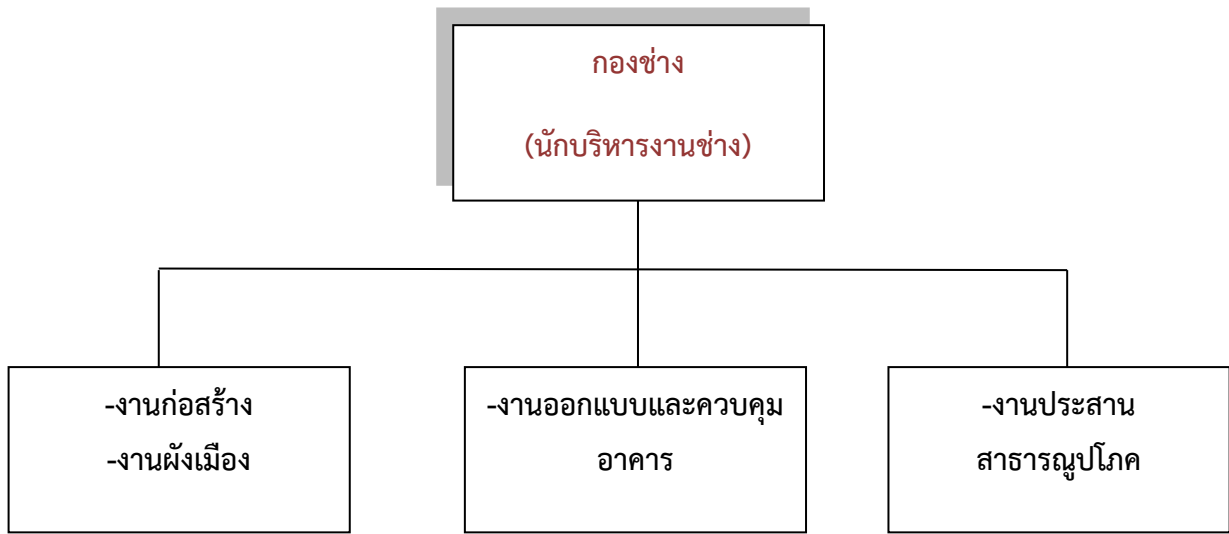 กองช่าง
(นักบริหารงานช่าง)
-งานก่อสร้าง
-งานผังเมือง
-งานออกแบบและควบคุม
อาคาร
-งานประสาน
สาธารณูปโภค